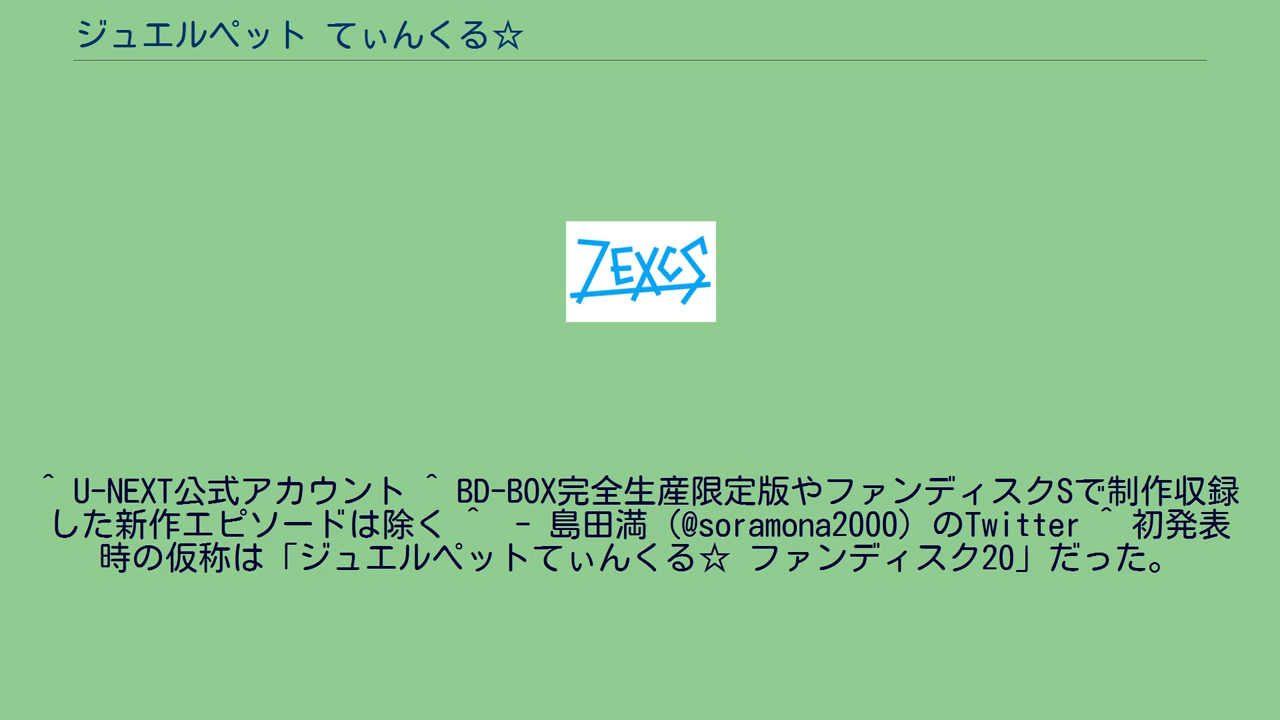 ジュエルペット てぃんくる☆
ZEXCS
^ U-NEXT公式アカウント ^ BD-BOX完全生産限定版やファンディスクSで制作収録
した新作エピソードは除く ^ - 島田満（@soramona2000）のTwitter ^ 初発表
時の仮称は「ジュエルペットてぃんくる☆ ファンディスク20」だった。